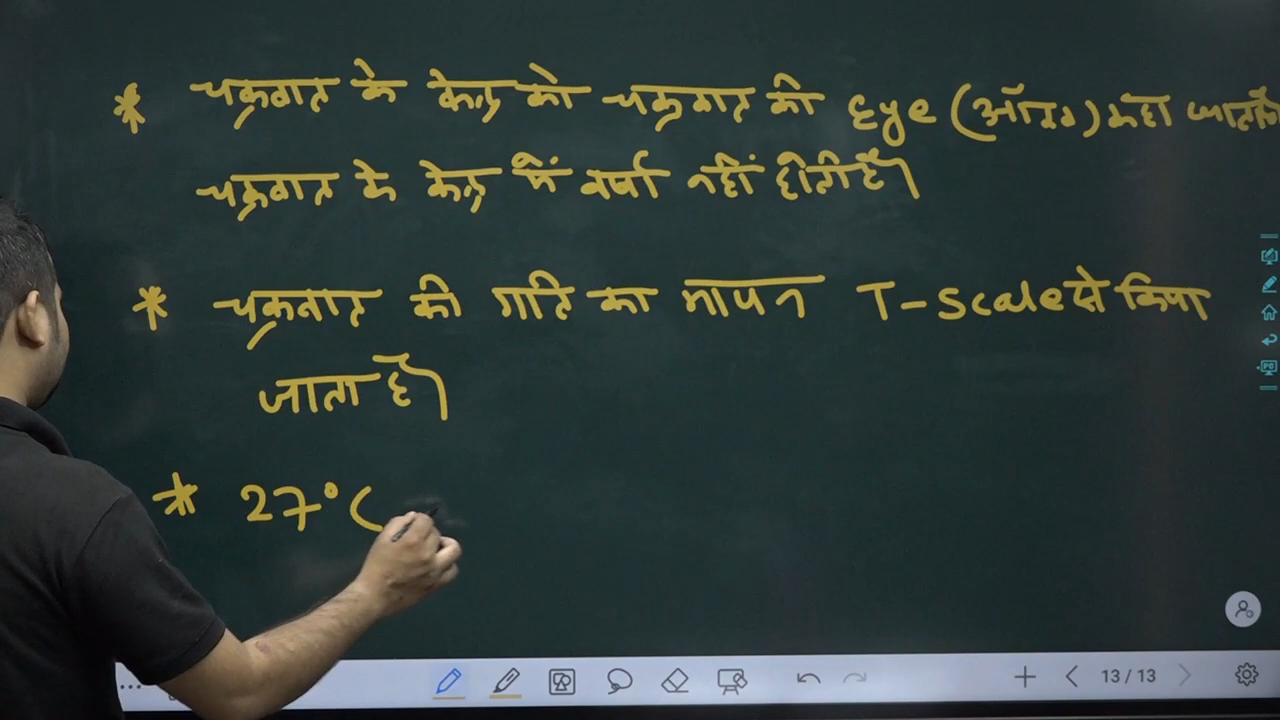 * चक्रवात के केन्द्र को चक्रवात की Eye (आँख) कहा जाता है
चक्रवात के केन्द्र में वर्षा नहीं होती है।
* चक्रवात की गति का मापन T-Scale से किया
जाता है।
* 27°C
13 / 13